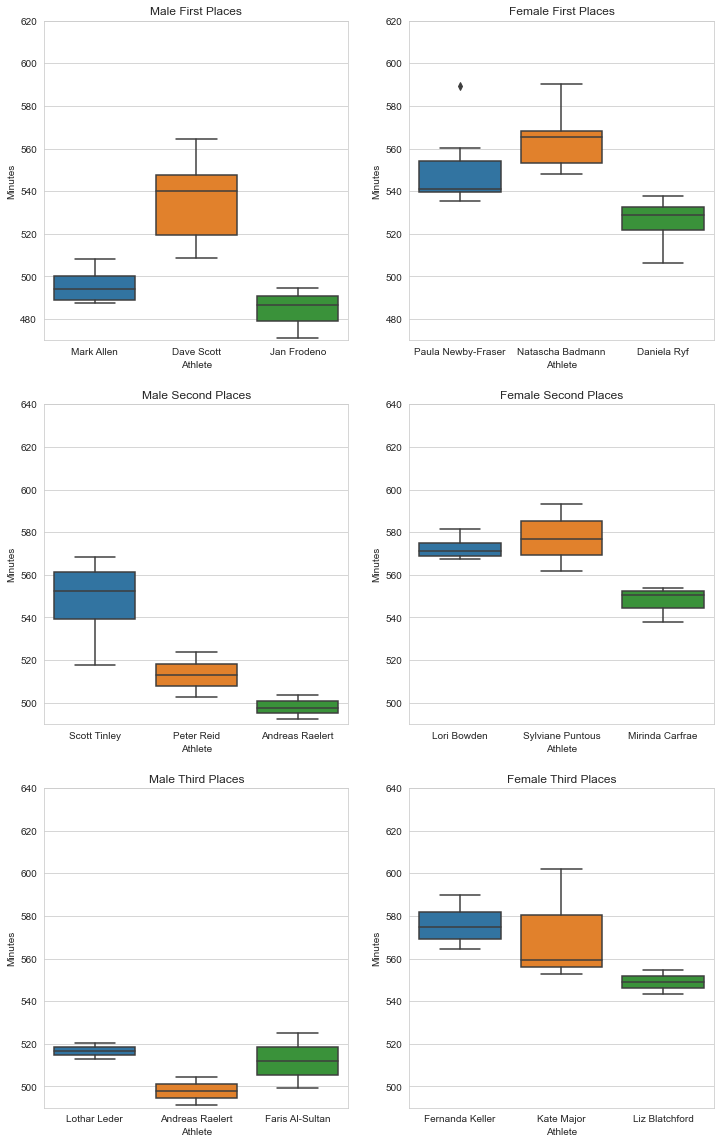 Male First Places
620
600
580
560
540
520
500
480
Minutes
Mark Allen Dave Scott Jan Frodeno
Athlete
Female First Places
620
600
580
560
540
520
500
480
Minutes
Paula Newby-Fraser Natascha Badmann Daniela Ryf
Athlete
Male Second Places
640
620
600
580
560
540
520
500
Minutes
Scott Tinley Peter Reid Andreas Raelert
Athlete
Female Second Places
640
620
600
580
560
540
520
500
Minutes
Lori Bowden Sylviane Puntous Mirinda Carfrae
Athlete
Male Third Places
640
620
600
580
560
540
520
500
Minutes
Lothar Leder Andreas Raelert Faris Al-Sultan
Athlete
Female Third Places
640
620
600
580
560
540
520
500
Minutes
Fernanda Keller Kate Major Liz Blatchford
Athlete